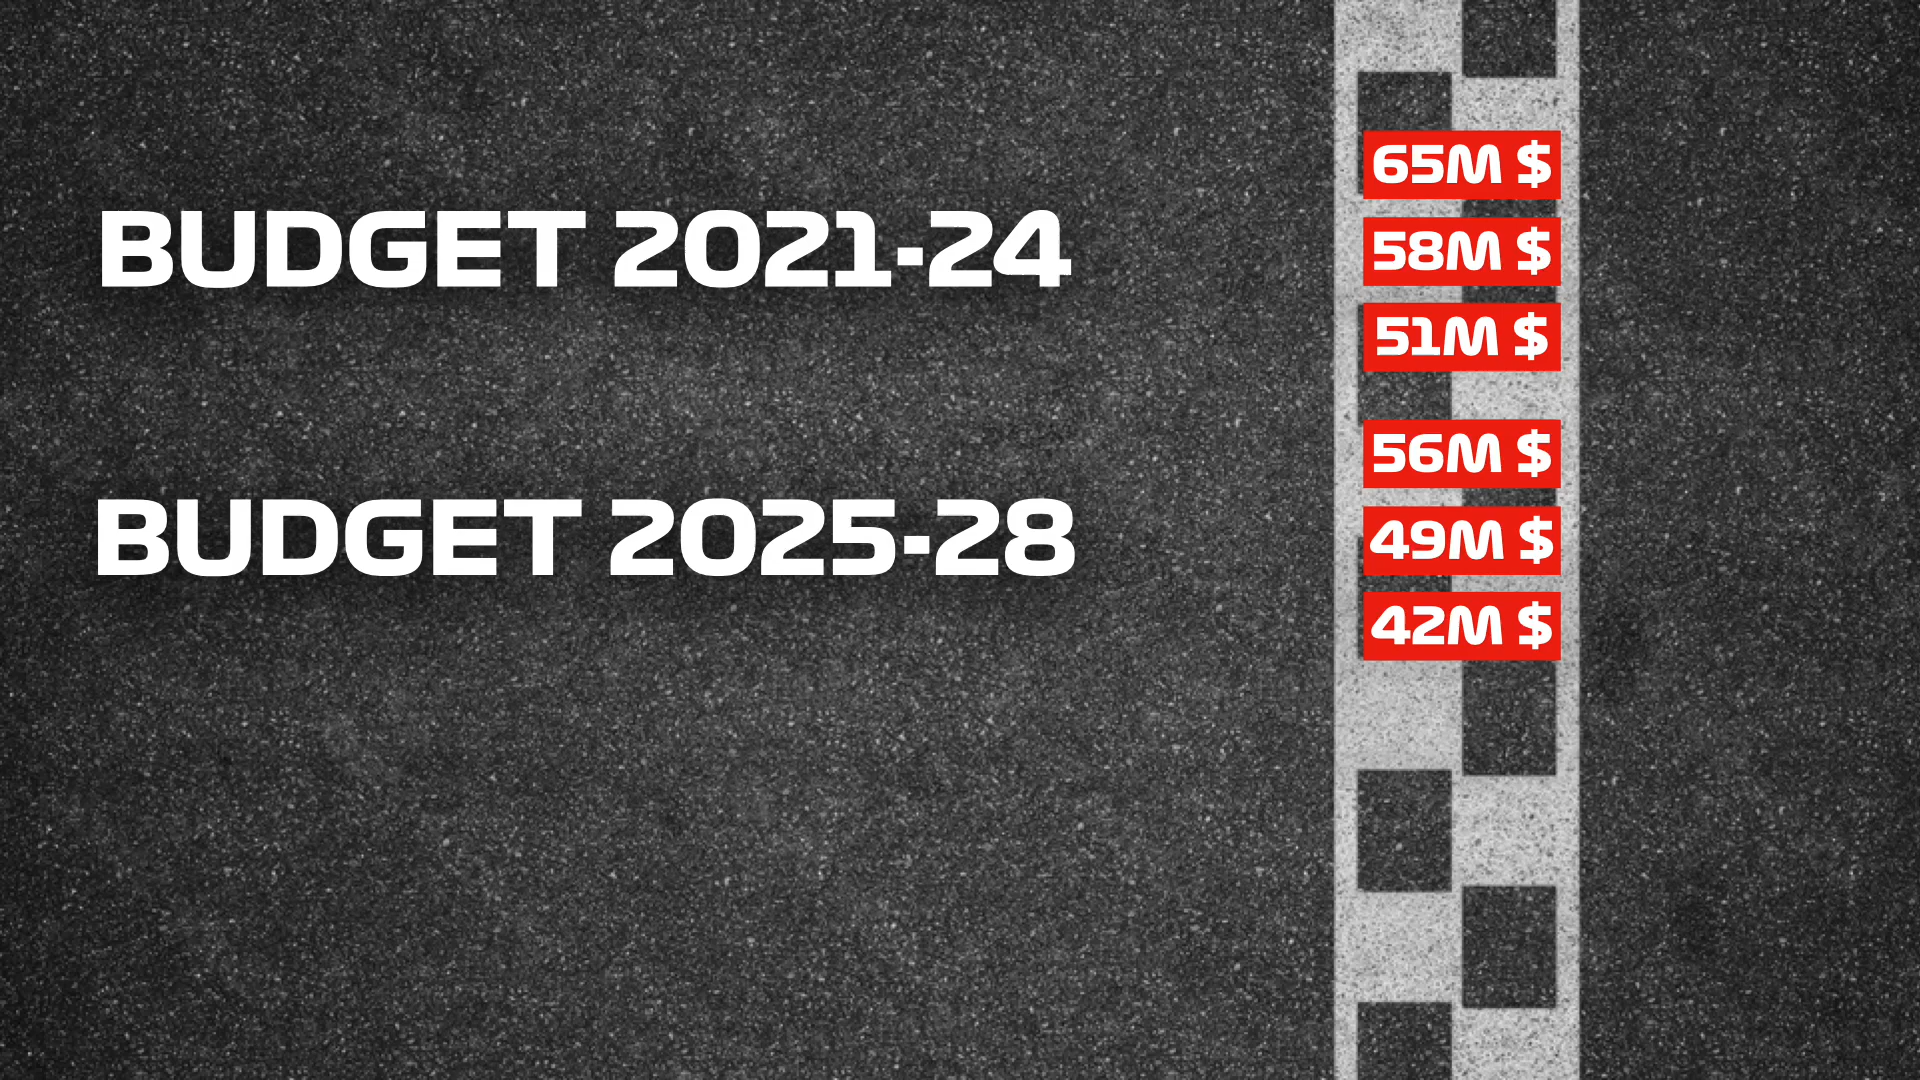 65M $
BUDGET 2021-24
58M $
51M $
56M $
BUDGET 2025-28
49M $
42M $